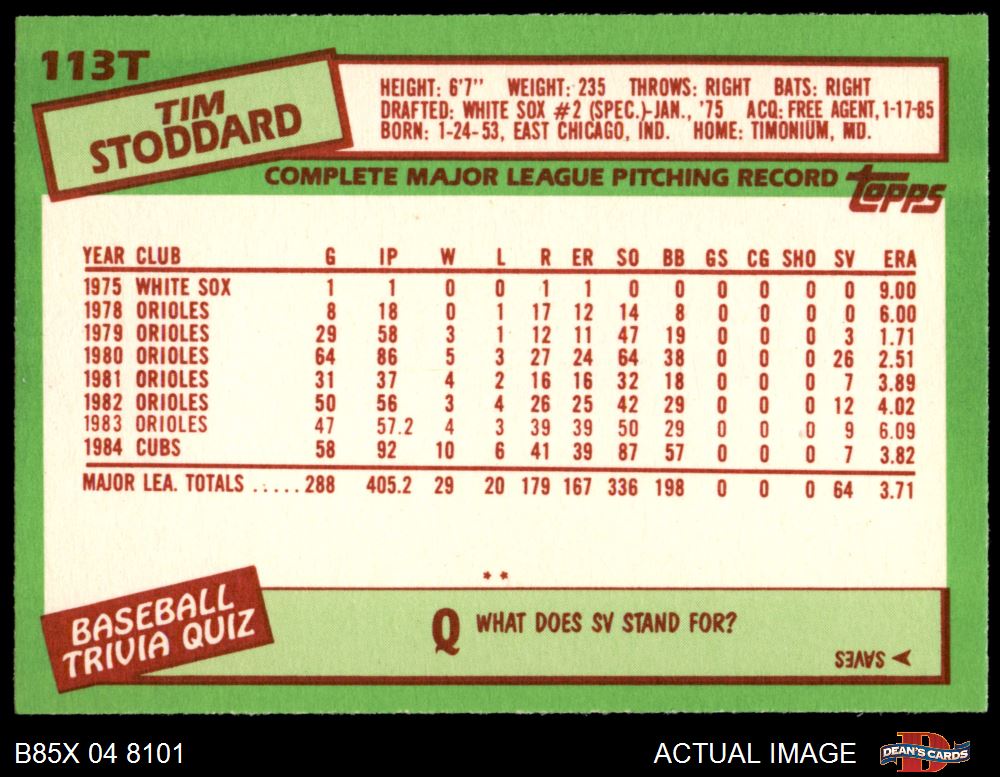 113T
TIM
STODDARD
HEIGHT: 6'7" WEIGHT: 235 THROWS: RIGHT BATS: RIGHT
DRAFTED: WHITE SOX #2 (SPEC.)-JAN., '75 ACQ: FREE AGENT, 1-17-85
BORN: 1-24-53, EAST CHICAGO, IND. HOME: TIMONIUM, MD.
COMPLETE MAJOR LEAGUE PITCHING RECORD
TOPPS
YEAR CLUB G IP W L R ER SO BB GS CG SHO SV ERA
1975 WHITE SOX 1 1 0 0 1 1 0 0 0 0 0 0 9.00
1978 ORIOLES 8 18 0 1 17 12 14 8 0 0 0 0 6.00
1979 ORIOLES 29 58 3 1 12 11 47 19 0 0 0 3 1.71
1980 ORIOLES 64 86 5 3 27 24 64 38 0 0 0 26 2.51
1981 ORIOLES 31 37 4 2 16 16 32 18 0 0 0 7 3.89
1982 ORIOLES 50 56 3 4 26 25 42 29 0 0 0 12 4.02
1983 ORIOLES 47 57.2 4 3 39 39 50 29 0 0 0 9 6.09
1984 CUBS 58 92 10 6 41 39 87 57 0 0 0 7 3.82
MAJOR LEA. TOTALS ..... 288 405.2 29 20 179 167 336 198 0 0 0 64 3.71
**
BASEBALL
TRIVIA QUIZ
Q WHAT DOES SV STAND FOR?
SAVES
B85X 04 8101
ACTUAL IMAGE
D
DEAN'S CARDS